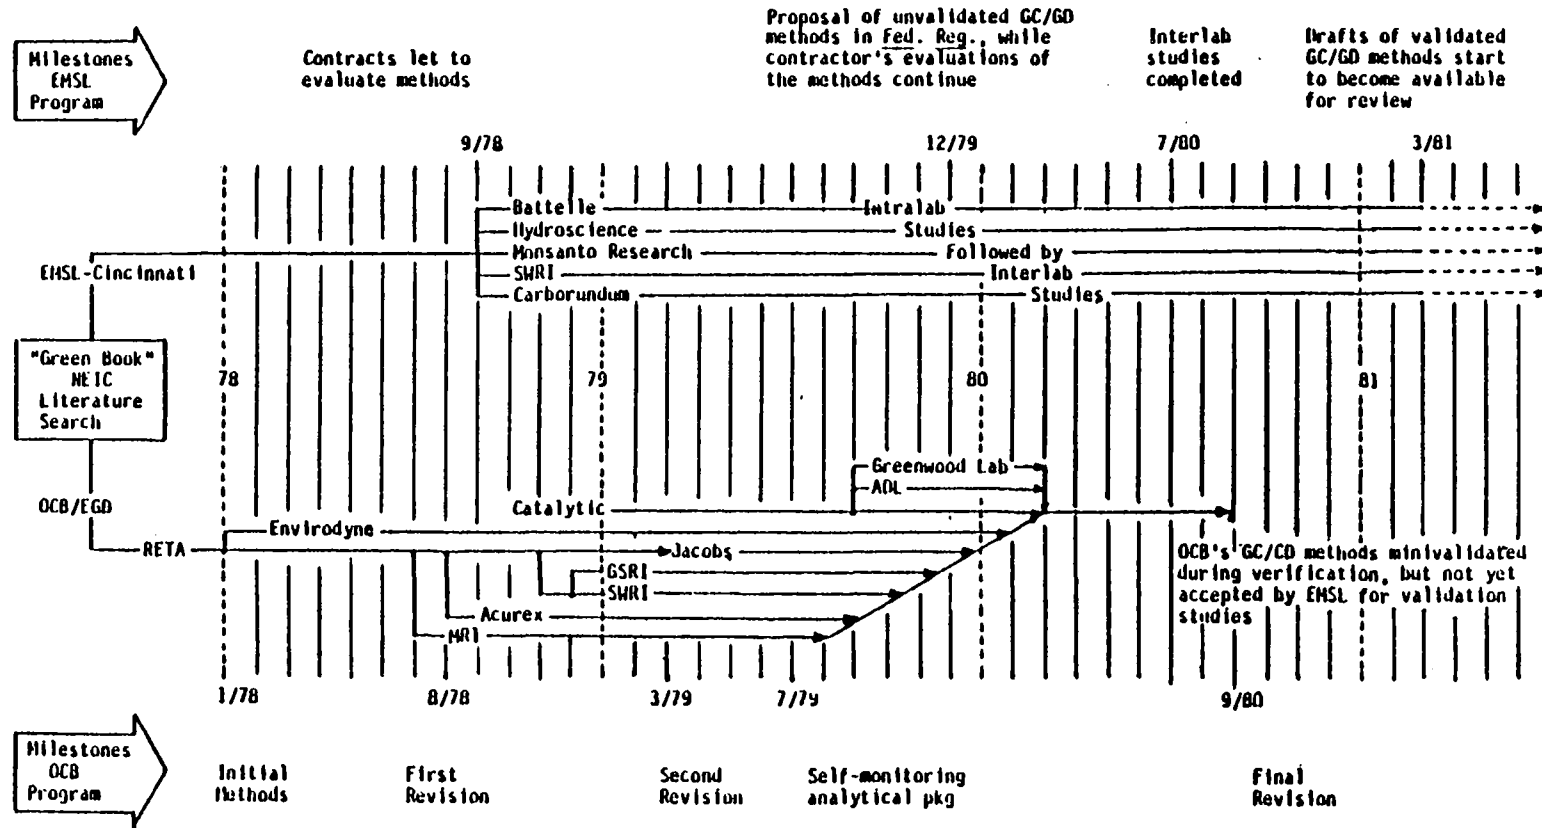 Milestones
EMSL
Program
Contracts let to
evaluate methods
Proposal of unvalidated GC/GD
methods in Fed. Reg., while
contractor's evaluations of
the methods continue
Interlab
studies
completed
Drafts of validated
GC/GD methods start
to become available
for review
9/78
12/79
7/80
3/81
Battelle
Intralab
Hydroscience
Studies
Monsanto Research
Followed by
EMSL-Cincinnati
SWRI
Interlab
Carborundum
Studies
"Green Book"
NEIC
Literature
Search
78
79
80
81
Greenwood Lab
ADL
OCB/EGD
Catalytic
Envirodyne
RETA
Jacobs
GSRI
SWRI
Acurex
MRI
OCB's GC/CD methods minivalidated
during verification, but not yet
accepted by EMSL for validation
studies
1/78
8/78
3/79
7/79
9/80
Milestones
OCB
Program
Initial
Methods
First
Revision
Second
Revision
Self-monitoring
analytical pkg
Final
Revision